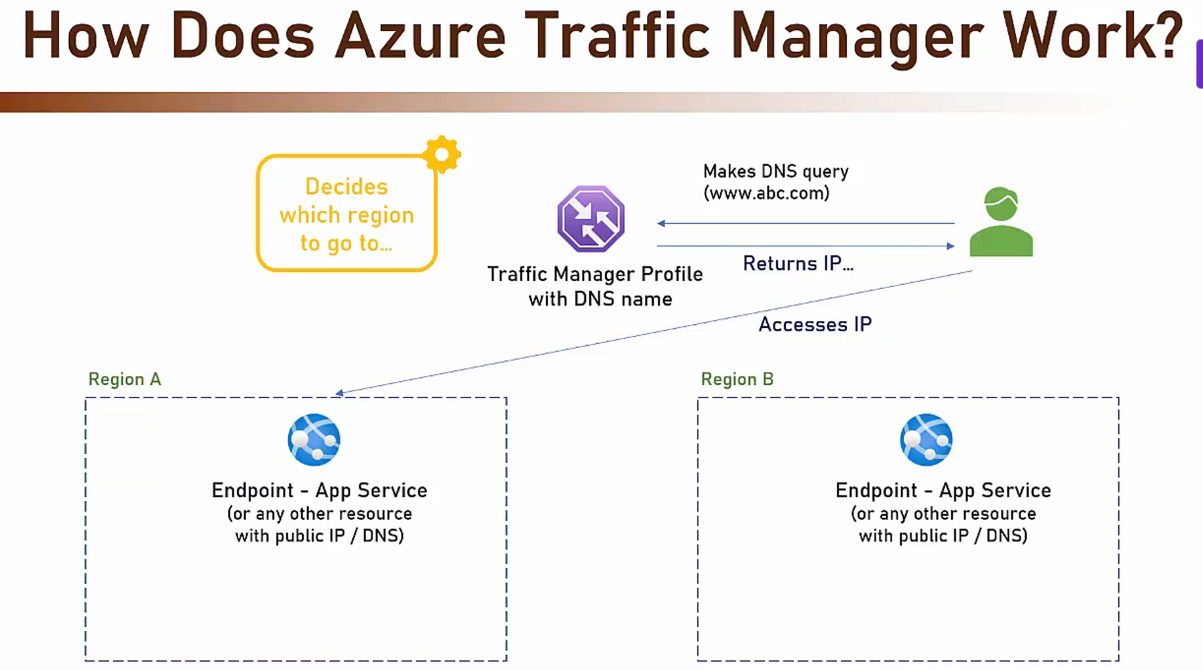 How Does Azure Traffic Manager Work?
Decides
which region
to go to...
Makes DNS query
(www.abc.com)
Returns IP...
Traffic Manager Profile
with DNS name
Accesses IP
Region A
Endpoint - App Service
(or any other resource
with public IP / DNS)
Region B
Endpoint - App Service
(or any other resource
with public IP / DNS)